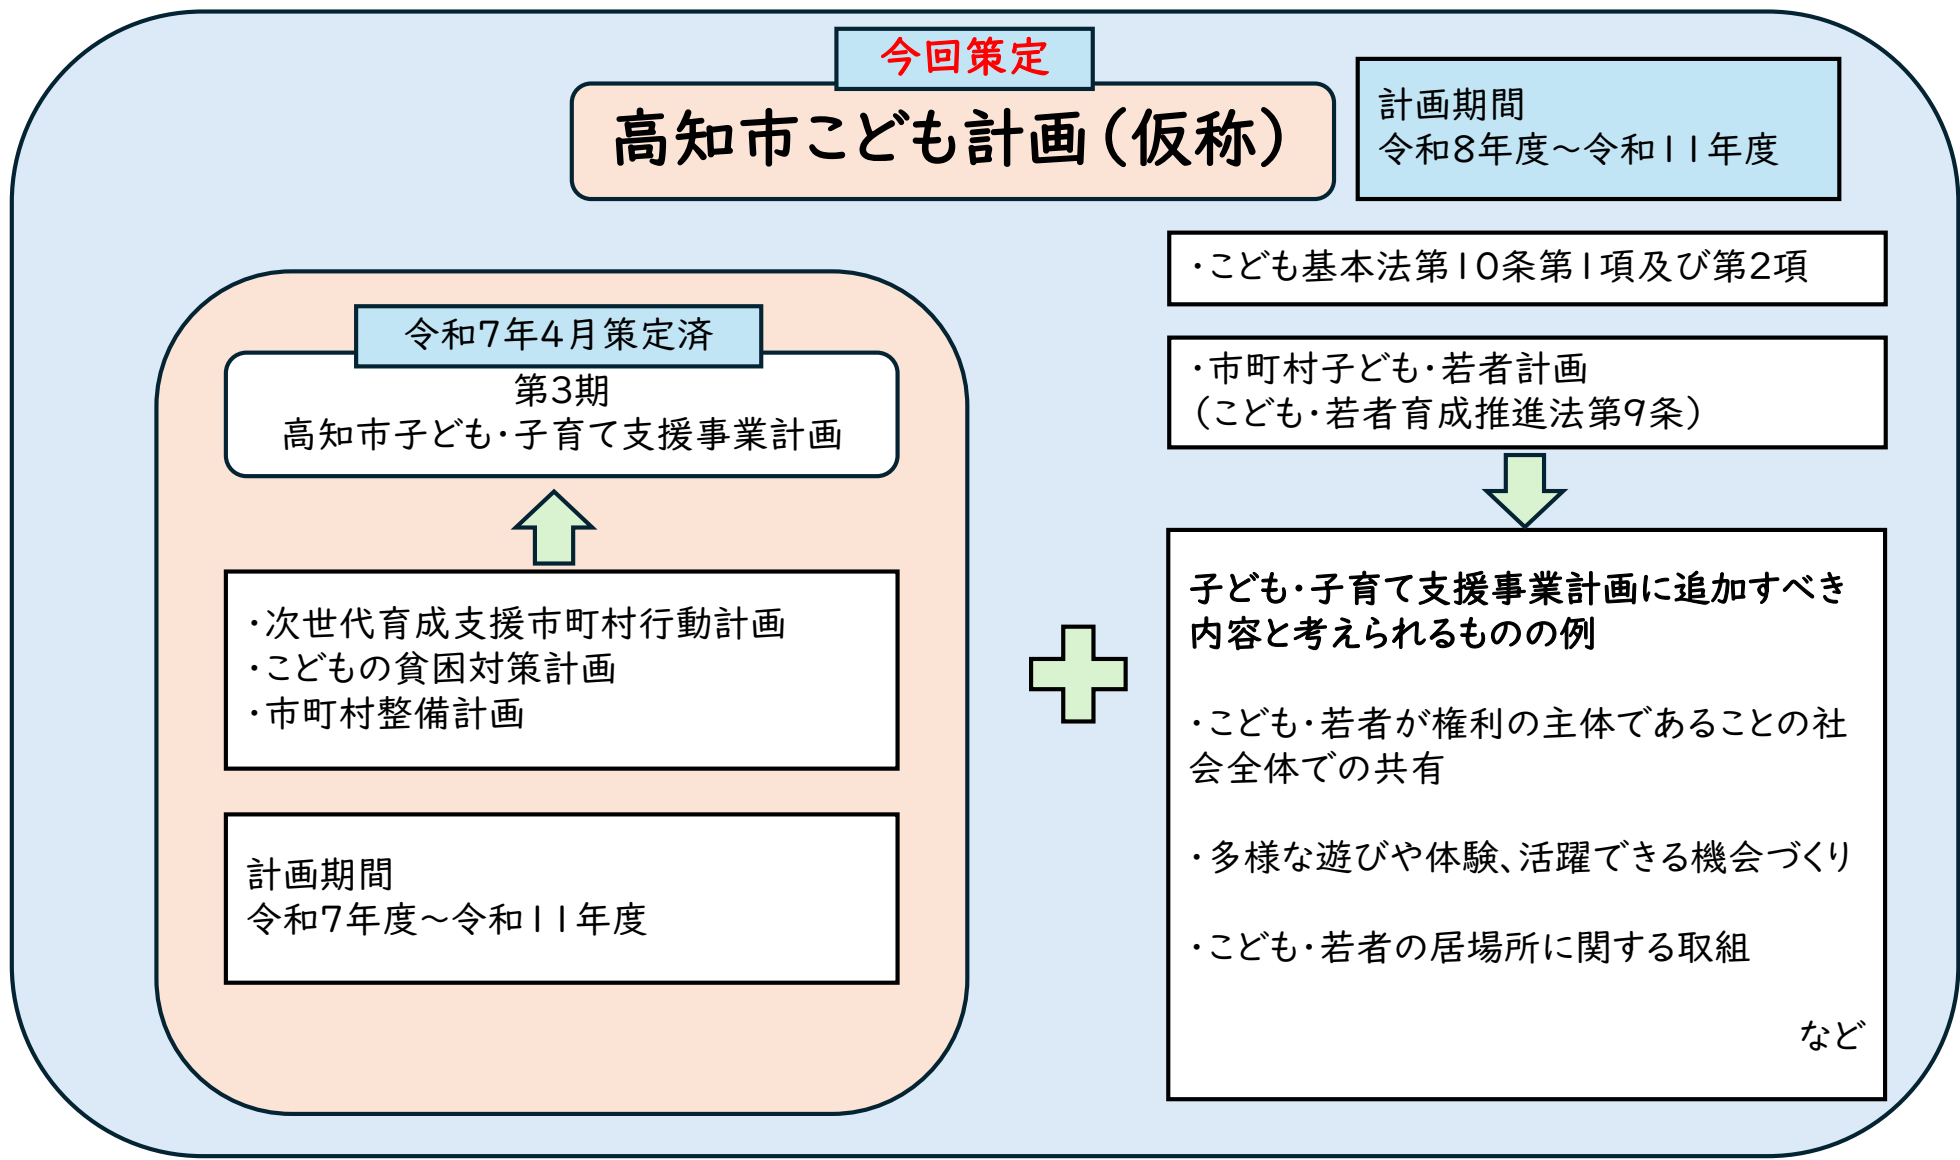 今回策定
高知市こども計画（仮称）
計画期間
令和8年度～令和11年度
令和7年4月策定済
第3期
高知市子ども・子育て支援事業計画
・次世代育成支援市町村行動計画
・こどもの貧困対策計画
・市町村整備計画
計画期間
令和7年度～令和11年度
・こども基本法第10条第1項及び第2項
・市町村子ども・若者計画
（こども・若者育成推進法第9条）
子ども・子育て支援事業計画に追加すべき
内容と考えられるものの例
・こども・若者が権利の主体であることの社
会全体での共有
・多様な遊びや体験、活躍できる機会づくり
・こども・若者の居場所に関する取組
など